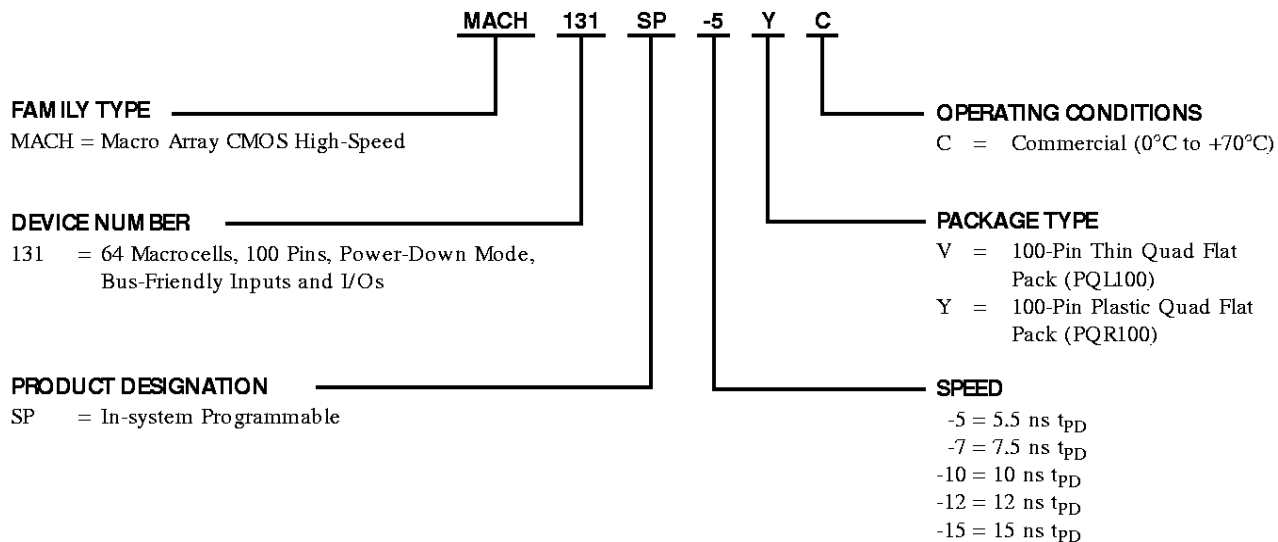 MACH 131 SP -5 Y C
FAMILY TYPE
MACH = Macro Array CMOS High-Speed
DEVICE NUMBER
131 = 64 Macrocells, 100 Pins, Power-Down Mode,
Bus-Friendly Inputs and I/Os
PRODUCT DESIGNATION
SP = In-system Programmable
OPERATING CONDITIONS
C = Commercial (0°C to +70°C)
PACKAGE TYPE
V = 100-Pin Thin Quad Flat
Pack (PQL100)
Y = 100-Pin Plastic Quad Flat
Pack (PQR100)
SPEED
-5 = 5.5 ns tPD
-7 = 7.5 ns tPD
-10 = 10 ns tPD
-12 = 12 ns tPD
-15 = 15 ns tPD